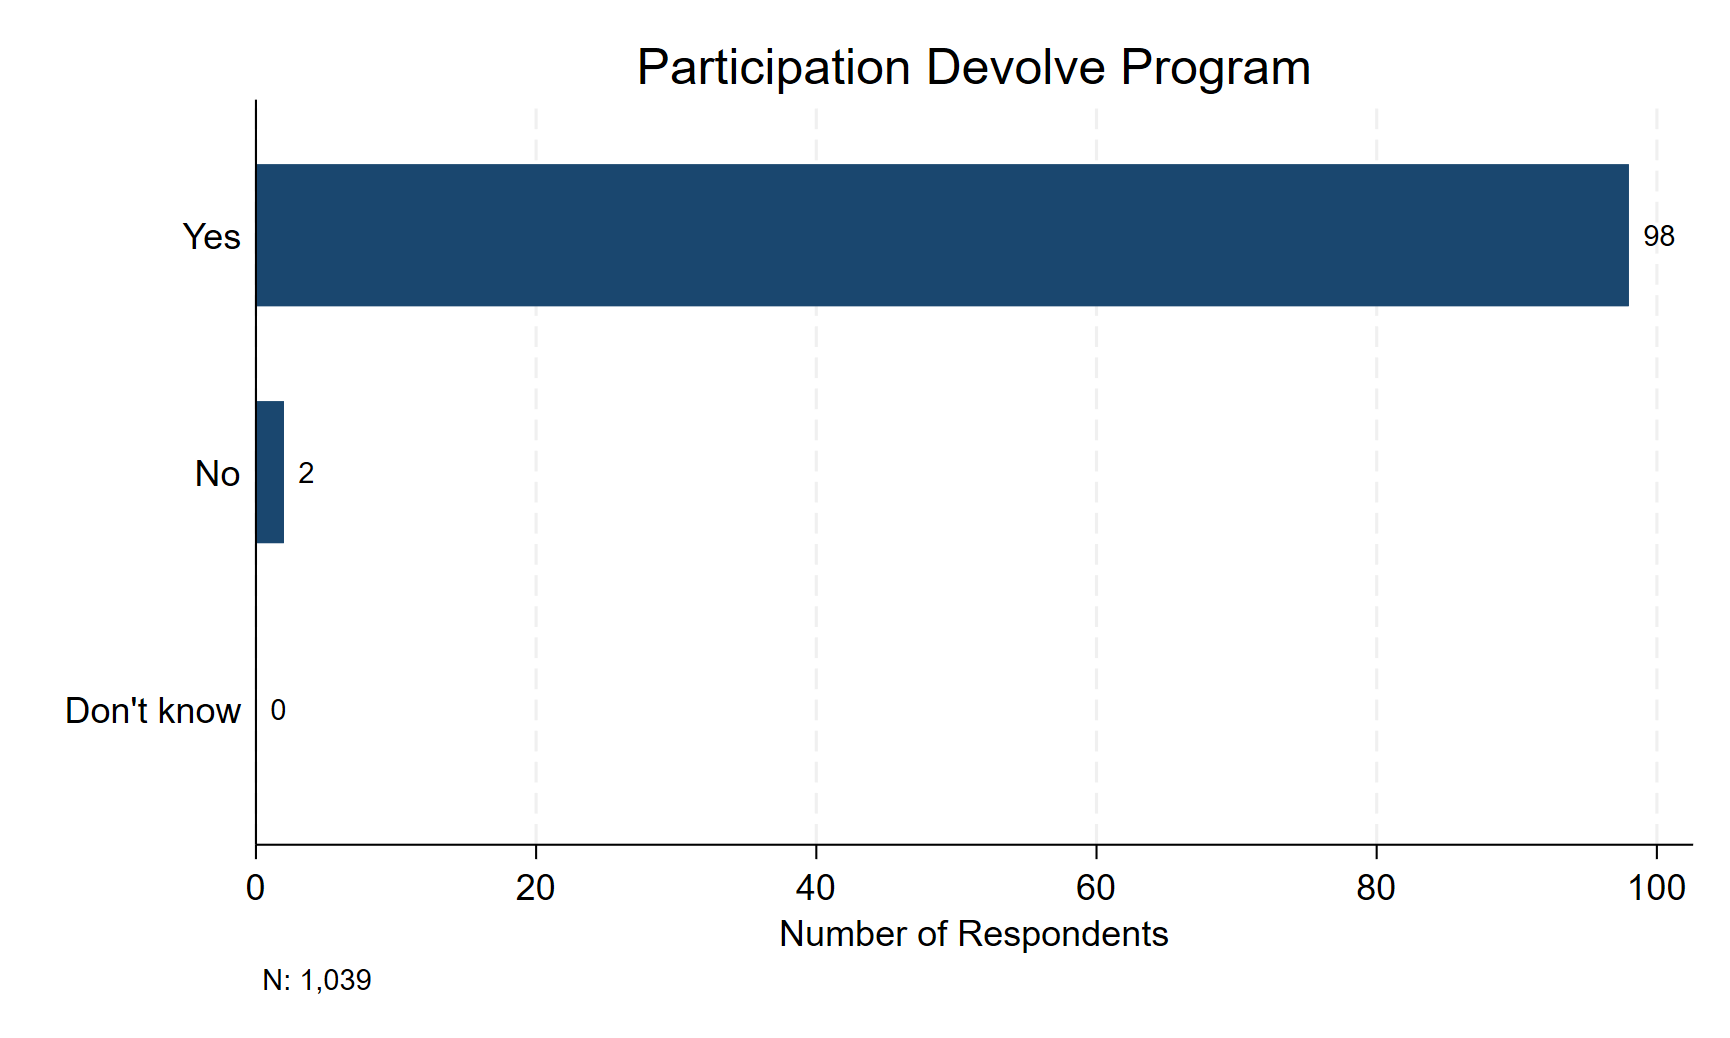 Participation Devolve Program
Yes
98
No
2
Don't know
0
0 20 40 60 80 100
Number of Respondents
N: 1,039